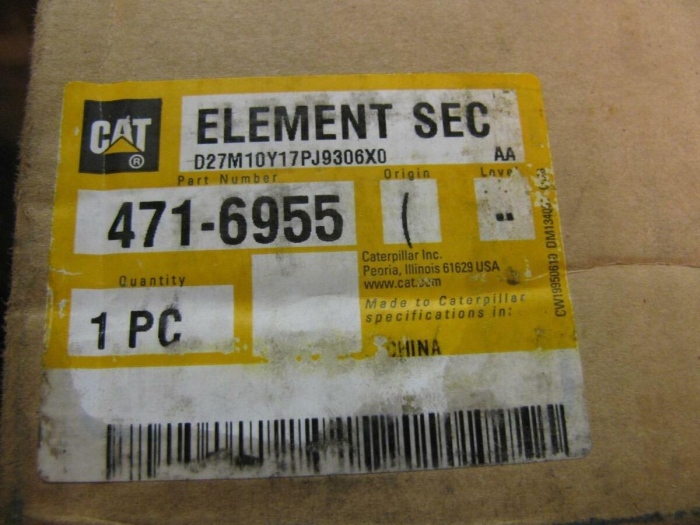 CAT
®
ELEMENT SEC
D27M10Y17PJ9306X0 AA
Part Number Origin
471-6955 (
Caterpillar Inc.
Peoria, Illinois 61629 USA
Quantity
Made to Caterpillar
specifications in:
1 PC
CHINA